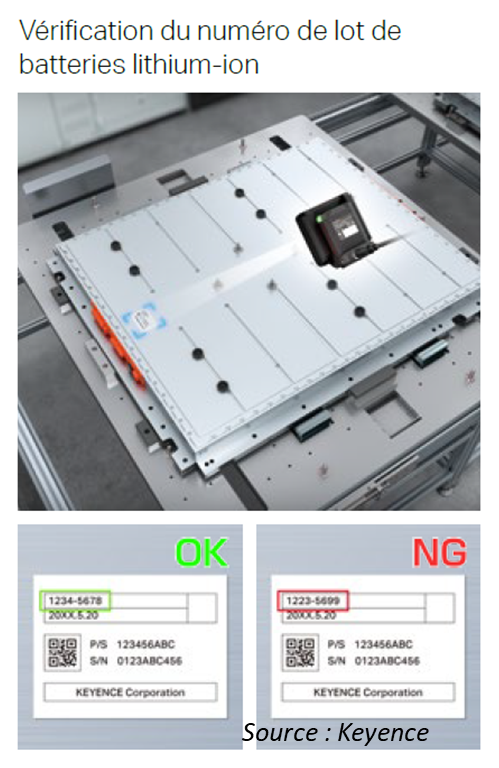 Vérification du numéro de lot de
batteries lithium-ion
OK
1234-5678
20XX.5.20
P/S 123456ABC
S/N 0123ABC456
KEYENCE Corporation
NG
1223-5699
20XX.5.20
P/S 123456ABC
S/N 0123ABC456
KEYENCE Corporation
Source : Keyence